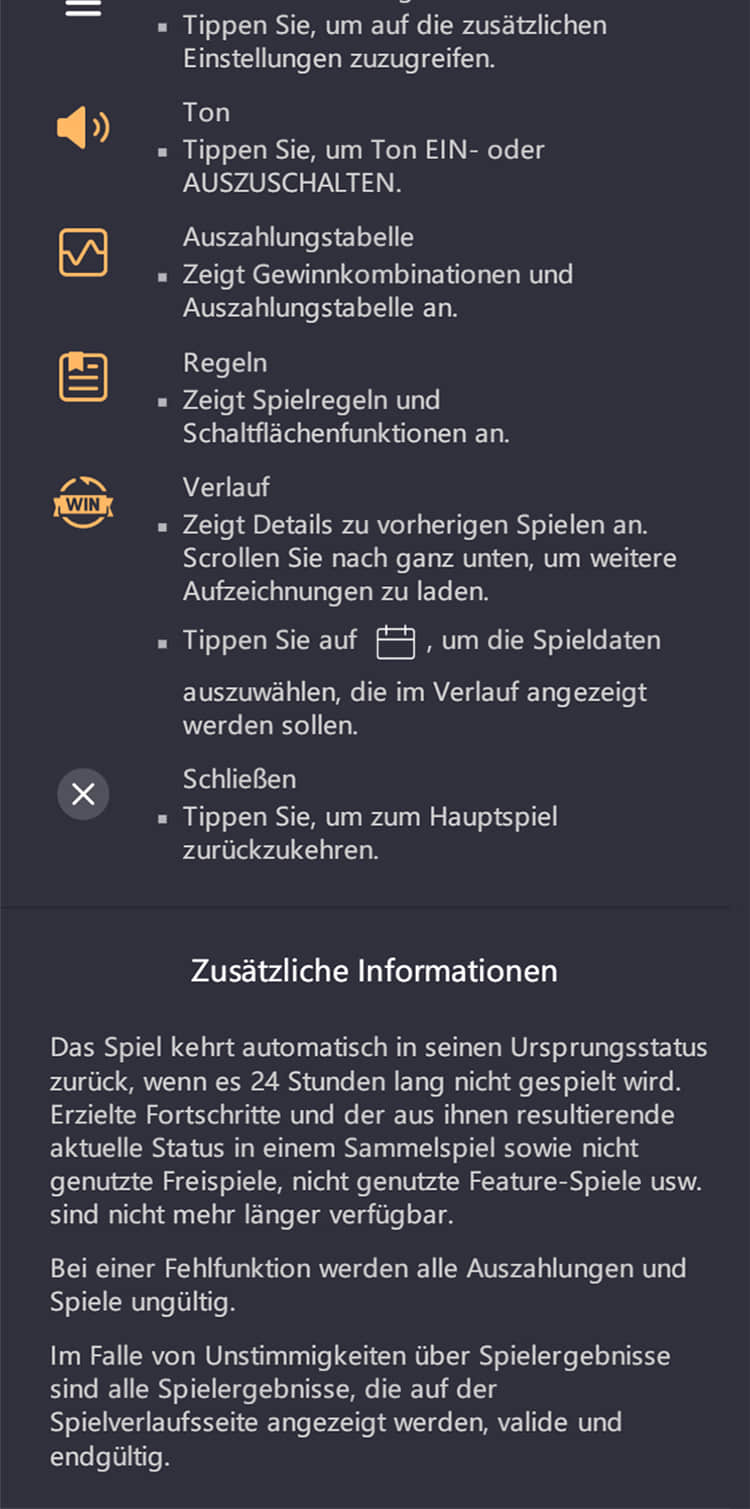 Tippen Sie, um auf die zusätzlichen
Einstellungen zuzugreifen.
Ton
Tippen Sie, um Ton EIN- oder
AUSZUSCHALTEN.
Auszahlungstabelle
Zeigt Gewinnkombinationen und
Auszahlungstabelle an.
Regeln
Zeigt Spielregeln und
Schaltflächenfunktionen an.
WIN
Verlauf
Zeigt Details zu vorherigen Spielen an.
Scrollen Sie nach ganz unten, um weitere
Aufzeichnungen zu laden.
Tippen Sie auf , um die Spieldaten
auszuwählen, die im Verlauf angezeigt
werden sollen.
Schließen
Tippen Sie, um zum Hauptspiel
zurückzukehren.
Zusätzliche Informationen
Das Spiel kehrt automatisch in seinen Ursprungsstatus
zurück, wenn es 24 Stunden lang nicht gespielt wird.
Erzielte Fortschritte und der aus ihnen resultierende
aktuelle Status in einem Sammelspiel sowie nicht
genutzte Freispiele, nicht genutzte Feature-Spiele usw.
sind nicht mehr länger verfügbar.
Bei einer Fehlfunktion werden alle Auszahlungen und
Spiele ungültig.
Im Falle von Unstimmigkeiten über Spielergebnisse
sind alle Spielergebnisse, die auf der
Spielverlaufsseite angezeigt werden, valide und
endgültig.